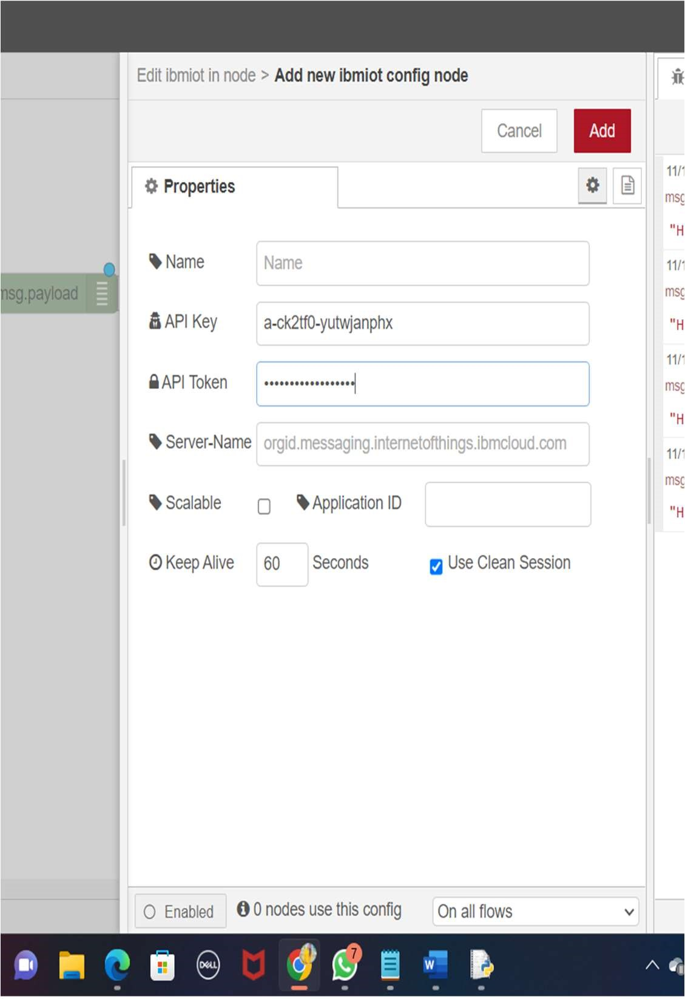 Edit ibmiot in node > Add new ibmiot config node
Cancel
Add
Properties
Name
Name
API Key
a-ck2tf0-yutwjanphx
API Token
••••••••••••••••••
Server-Name
orgid.messaging.internetofthings.ibmcloud.com
Scalable
Application ID
Keep Alive
60
Seconds
Use Clean Session
msg.payload
11/1
msg
"H
11/1
msg
"H
11/1
msg
"H
11/1
msg
"H
Enabled
0 nodes use this config
On all flows
DELL
7
W